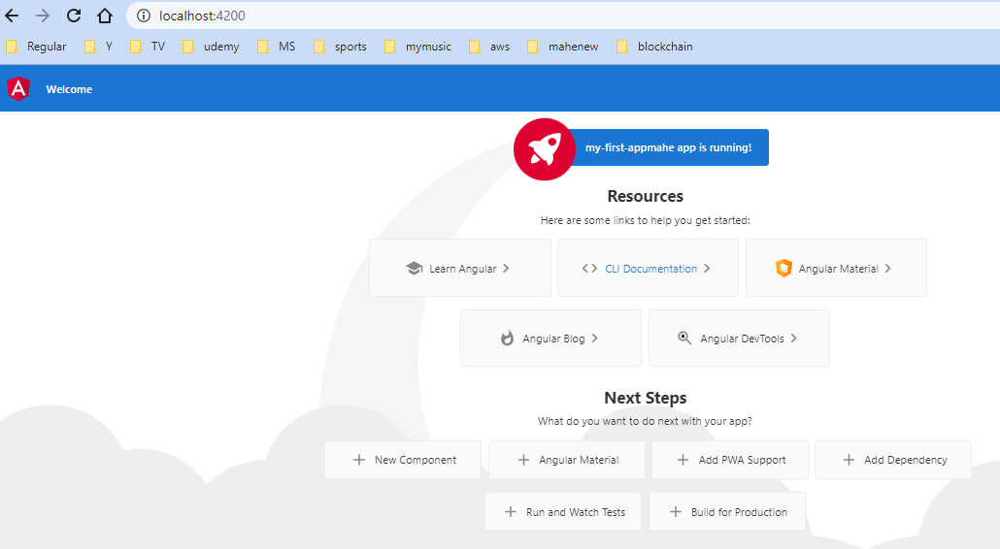 localhost:4200
Regular Y TV udemy MS sports mymusic aws mahenew blockchain
Welcome
my-first-appmahe app is running!
Resources
Here are some links to help you get started:
Learn Angular CLI Documentation Angular Material
Angular Blog Angular DevTools
Next Steps
What do you want to do next with your app?
New Component Angular Material Add PWA Support Add Dependency
Run and Watch Tests Build for Production